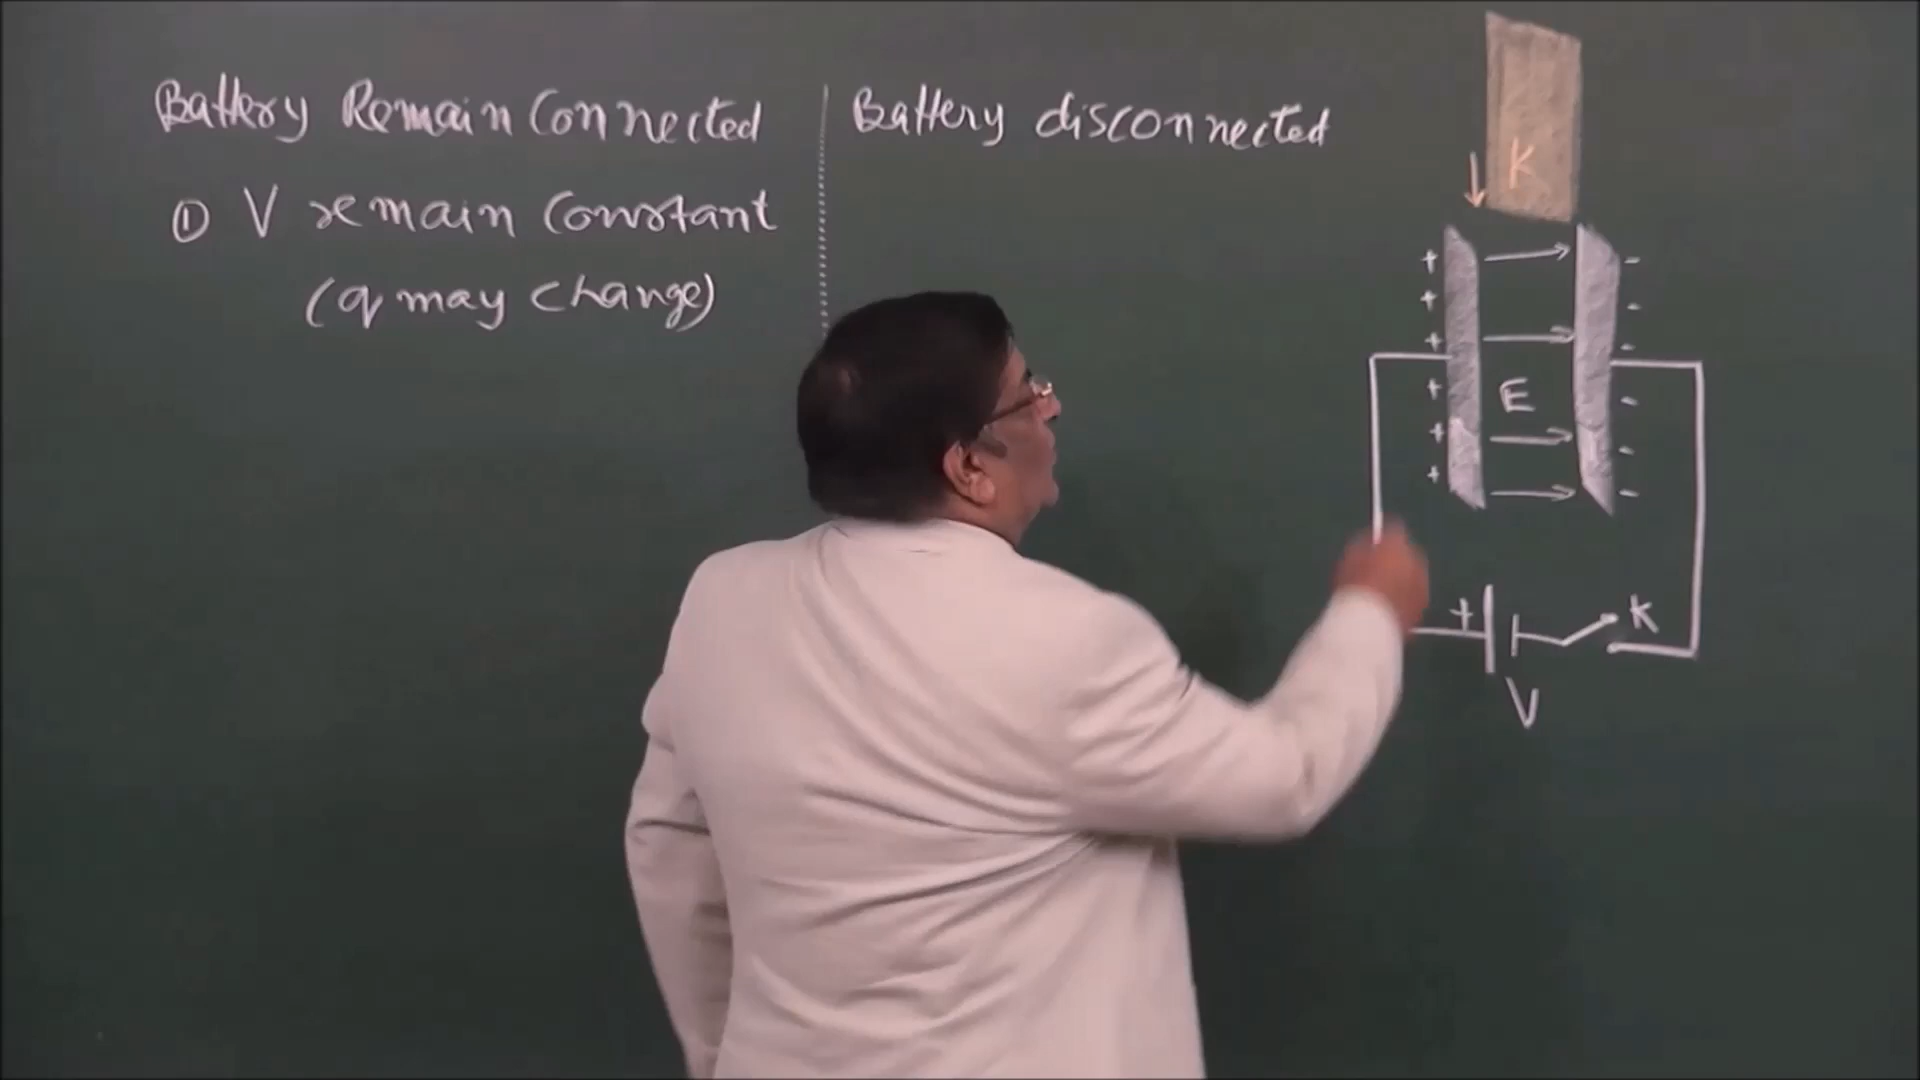 Battery Remain Connected
① V remain Constant
(q may change)
Battery disconnected
K
+ -
+ -
+ -
+ -
E
+ -
+ -
+ K
V